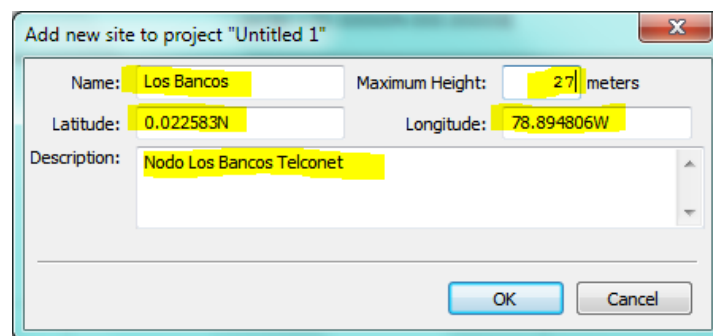 Add new site to project "Untitled 1"
Name: Los Bancos Maximum Height: 27 meters
Latitude: 0.022583N Longitude: 78.894806W
Description: Nodo Los Bancos Telconet
OK Cancel